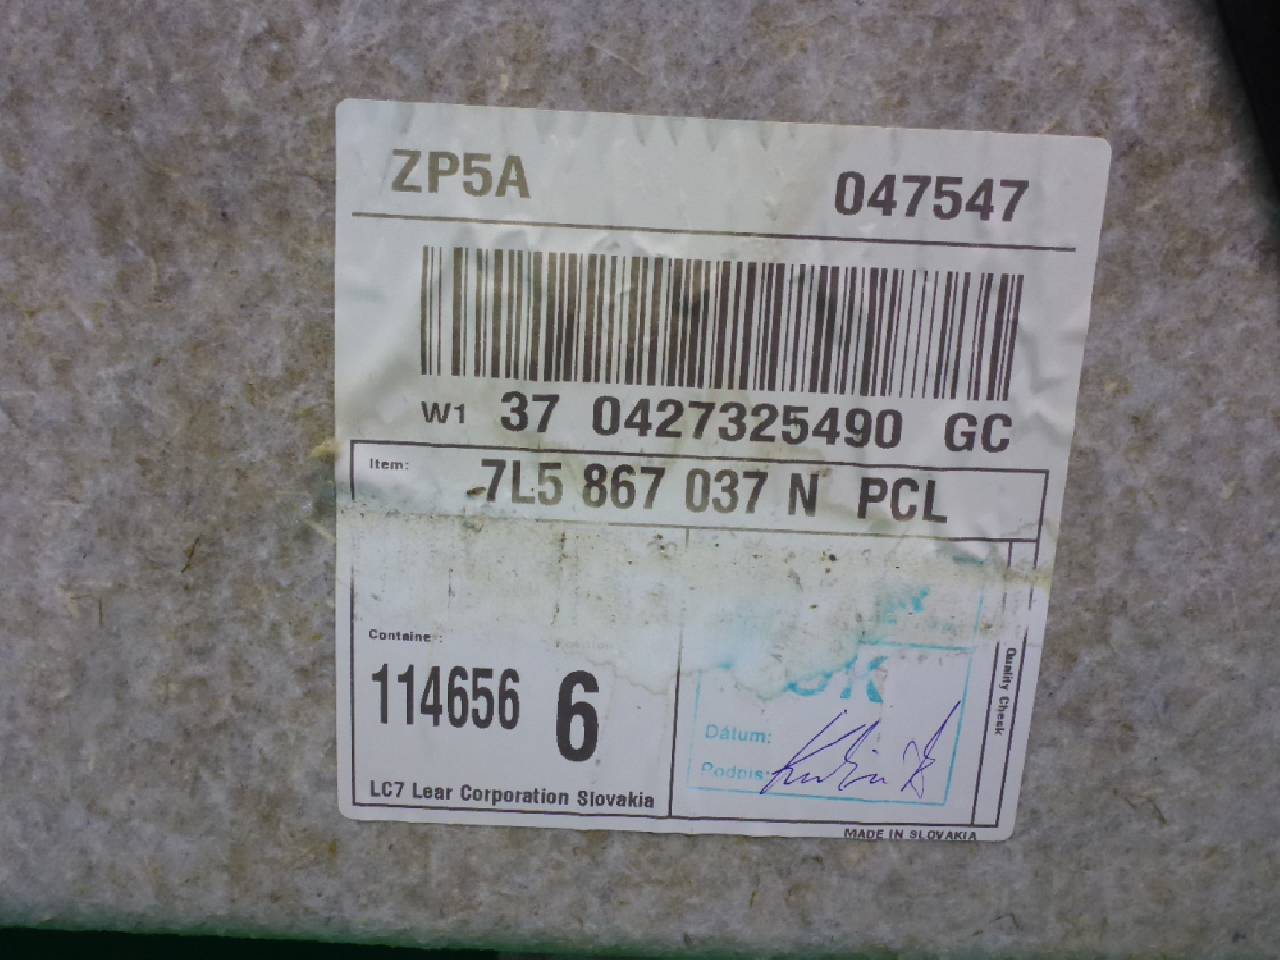 ZP5A 047547
W1 37 0427325490 GC
Item: 7L5 867 037 N PCL
Containe
114656 6
OK
Dátum:
Podpis:
Quality Check
LC7 Lear Corporation Slovakia
MADE IN SLOVAKIA